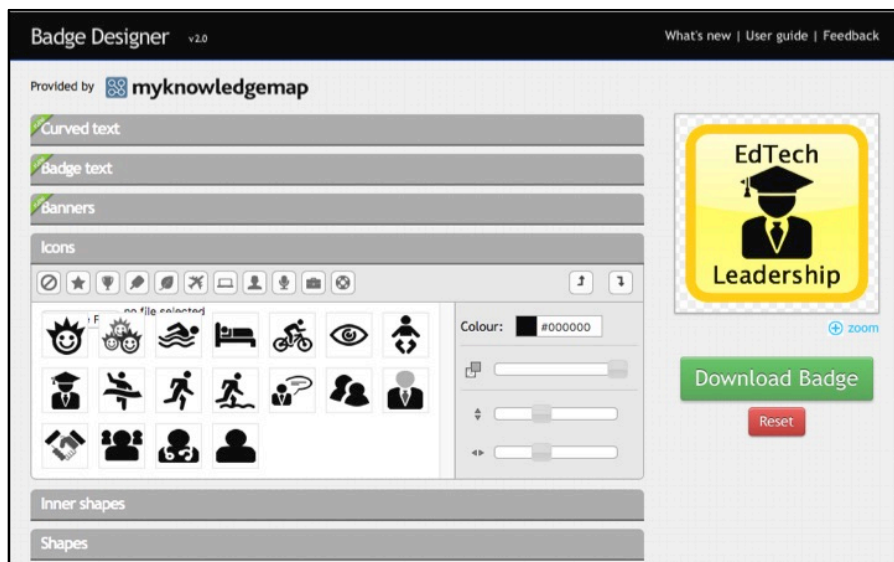 Badge Designer v2.0
What's new | User guide | Feedback
Provided by myknowledgemap
Curved text
Badge text
Banners
Icons
no file selected
Colour: #000000
Inner shapes
Shapes
EdTech
Leadership
zoom
Download Badge
Reset